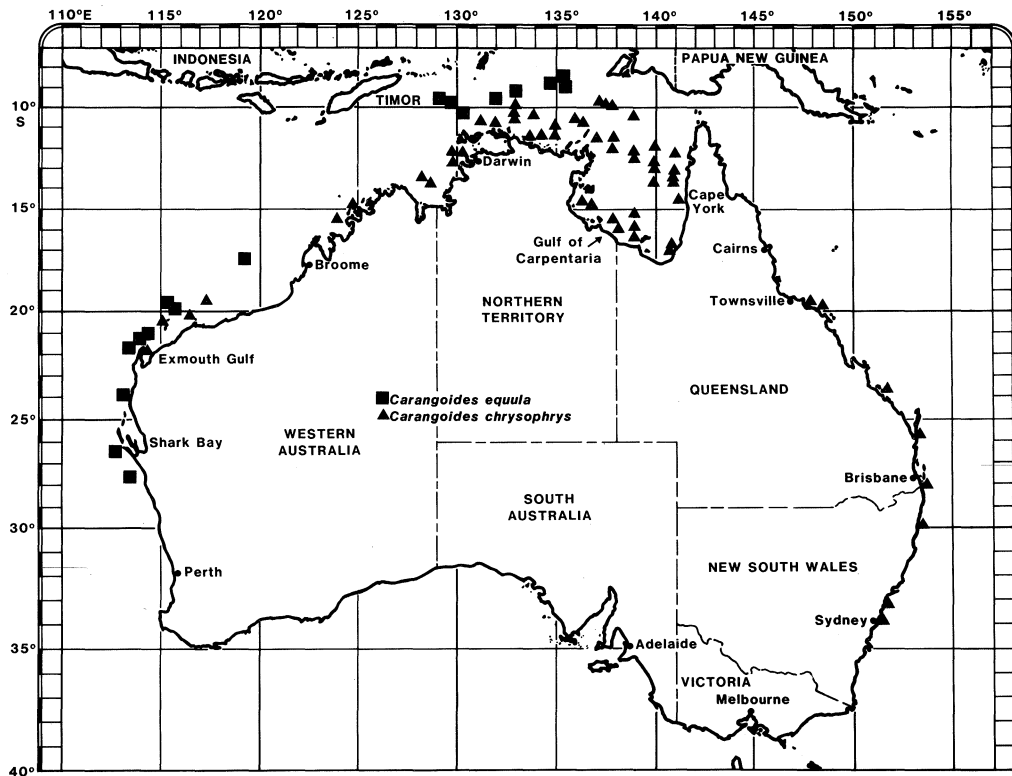 110°E 115° 120° 125° 130° 135° 140° 145° 150° 155°
INDONESIA
PAPUA NEW GUINEA
TIMOR
10°
S
Darwin
15°
Cape
York
Gulf of
Carpentaria
Cairns
Broome
NORTHERN
TERRITORY
Townsville
20°
Exmouth Gulf
QUEENSLAND
Carangoides equula
Carangoides chrysophrys
25°
Shark Bay
WESTERN
AUSTRALIA
Brisbane
SOUTH
AUSTRALIA
30°
Perth
NEW SOUTH WALES
Sydney
Adelaide
35°
VICTORIA
Melbourne
40°